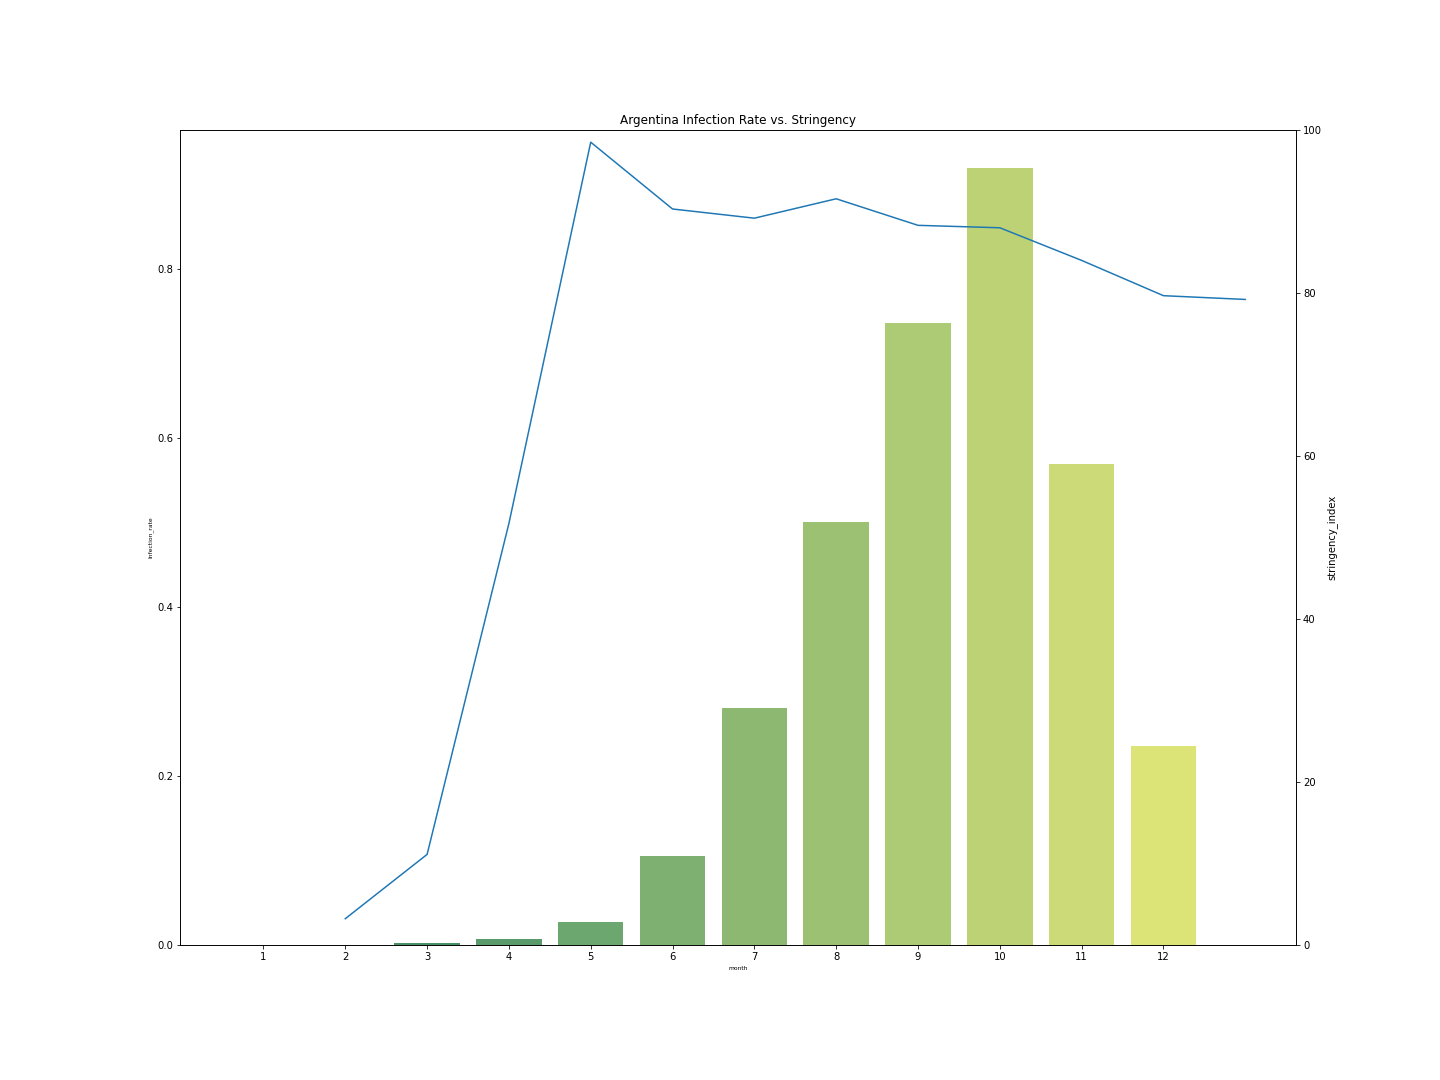 Argentina Infection Rate vs. Stringency
100
0.8
80
0.6
60
infection_rate
stringency_index
0.4
40
0.2
20
0.0
0
1 2 3 4 5 6 7 8 9 10 11 12
month